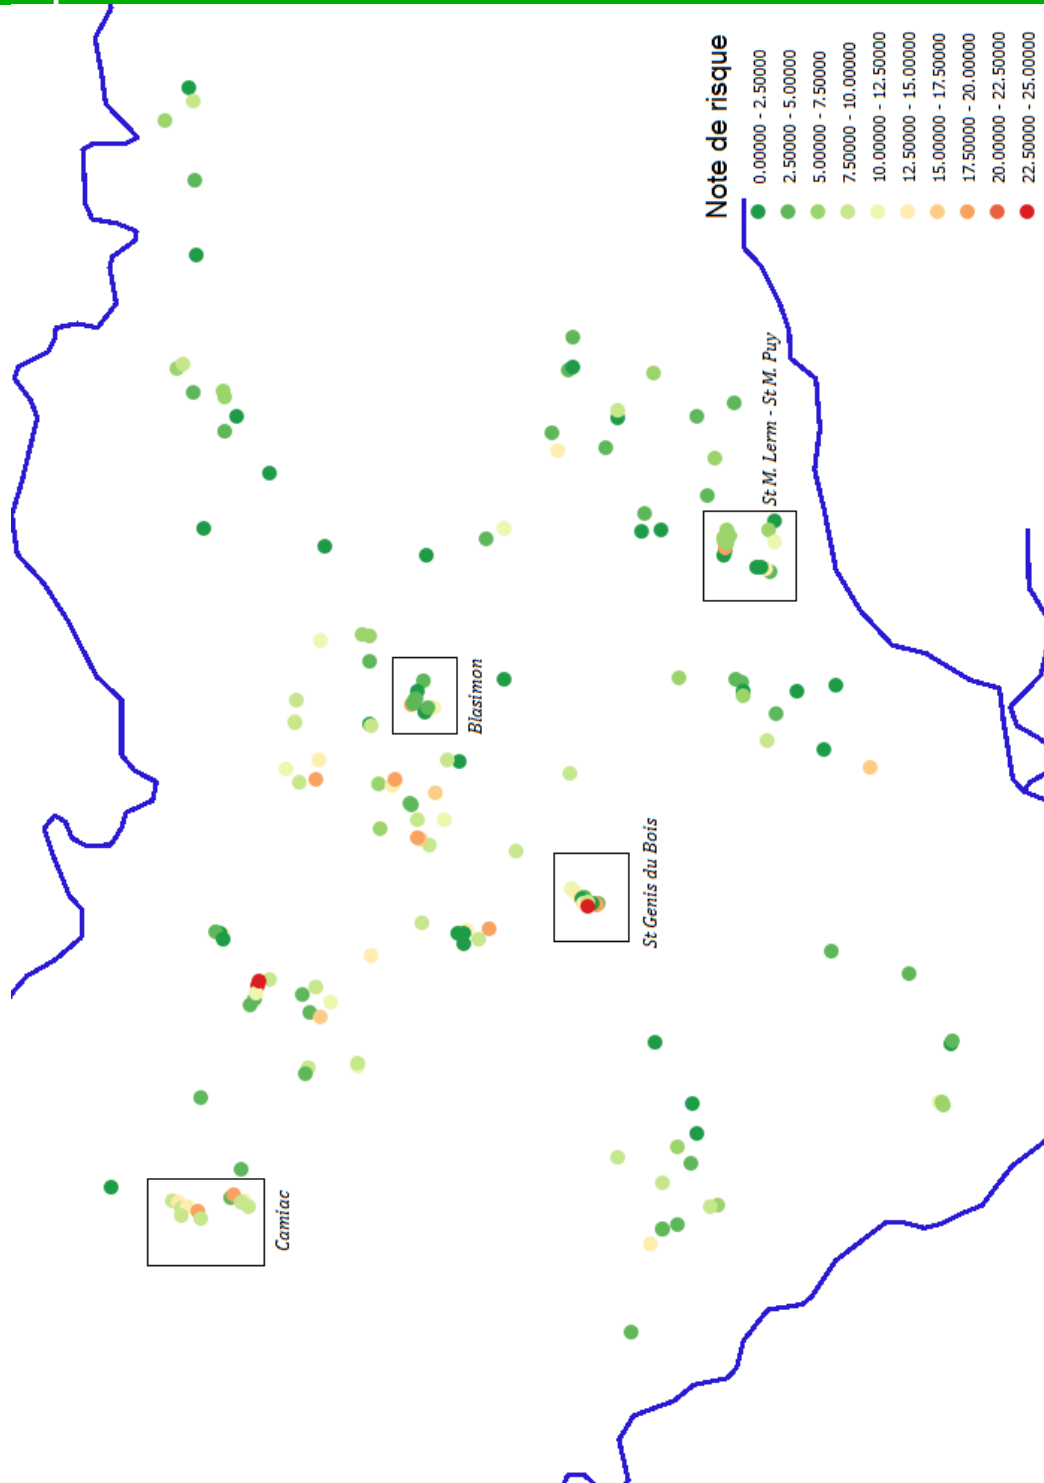 Note de risque
0.00000 - 2.50000
2.50000 - 5.00000
5.00000 - 7.50000
7.50000 - 10.00000
10.00000 - 12.50000
12.50000 - 15.00000
15.00000 - 17.50000
17.50000 - 20.00000
20.00000 - 22.50000
22.50000 - 25.00000
Camiac
Blasimon
St Genis du Bois
St M. Lerm - St M. Puy